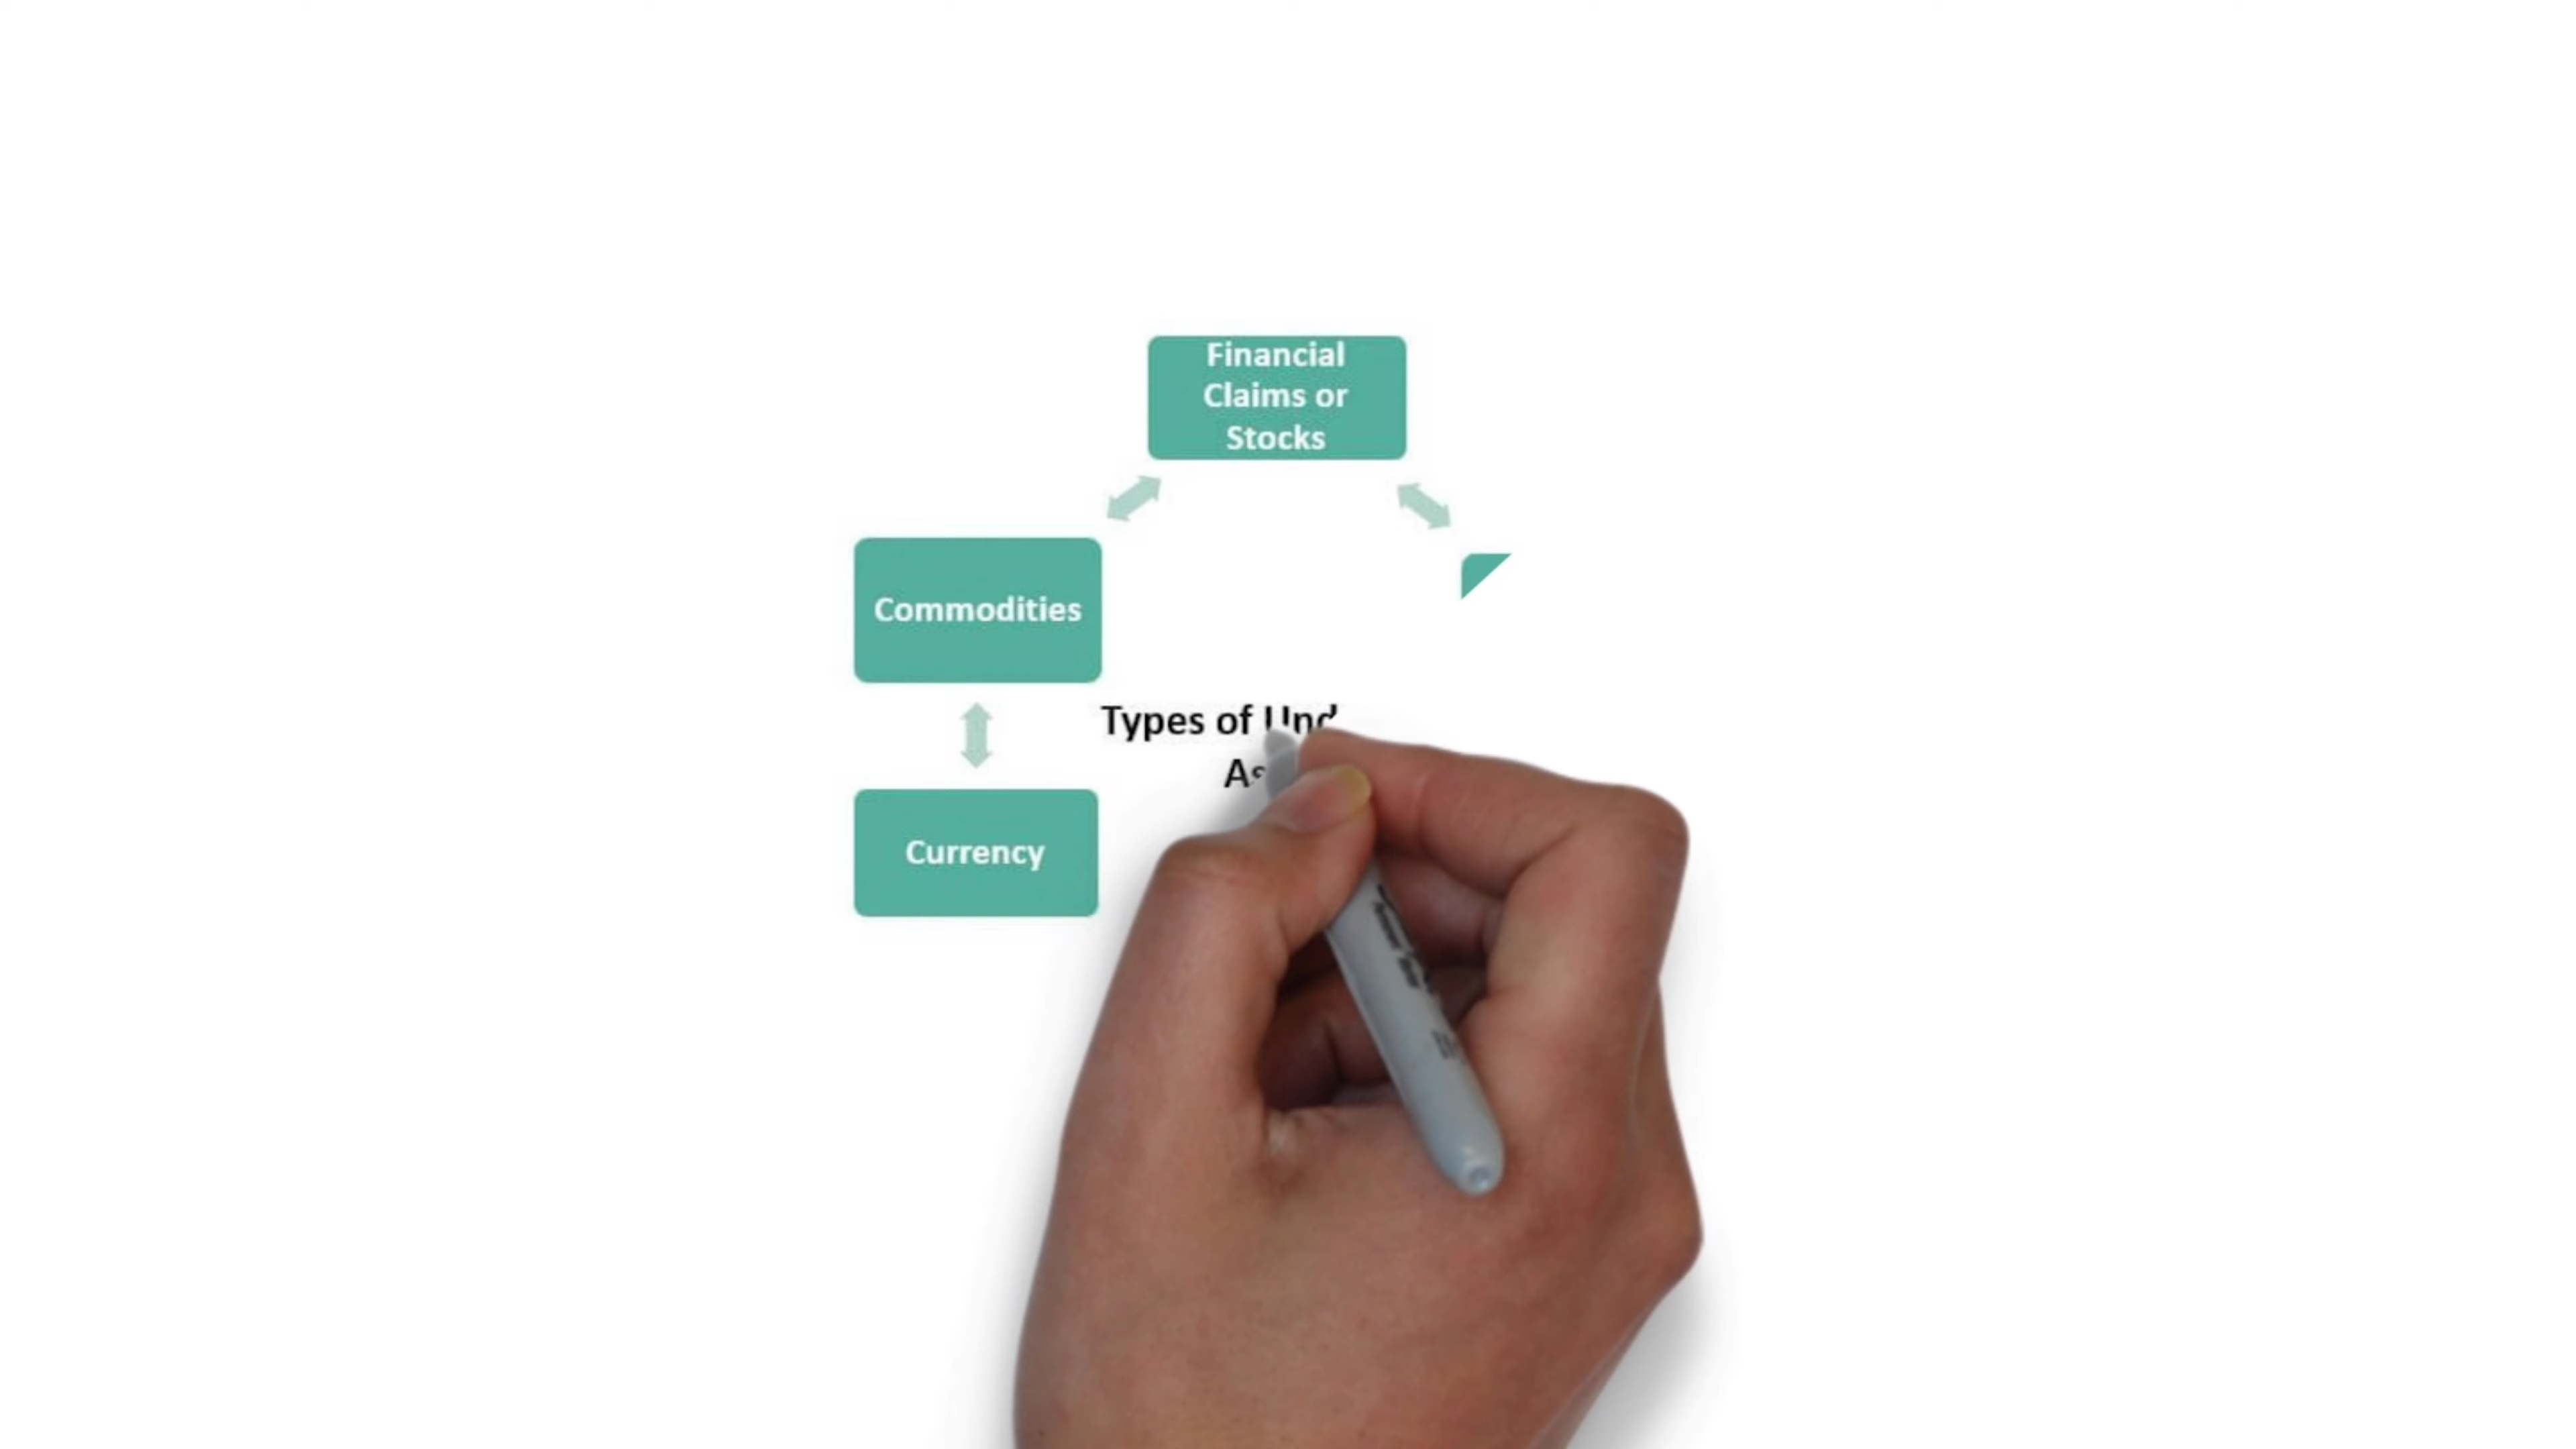 Financial
Claims or
Stocks
Commodities
Types of
Currency